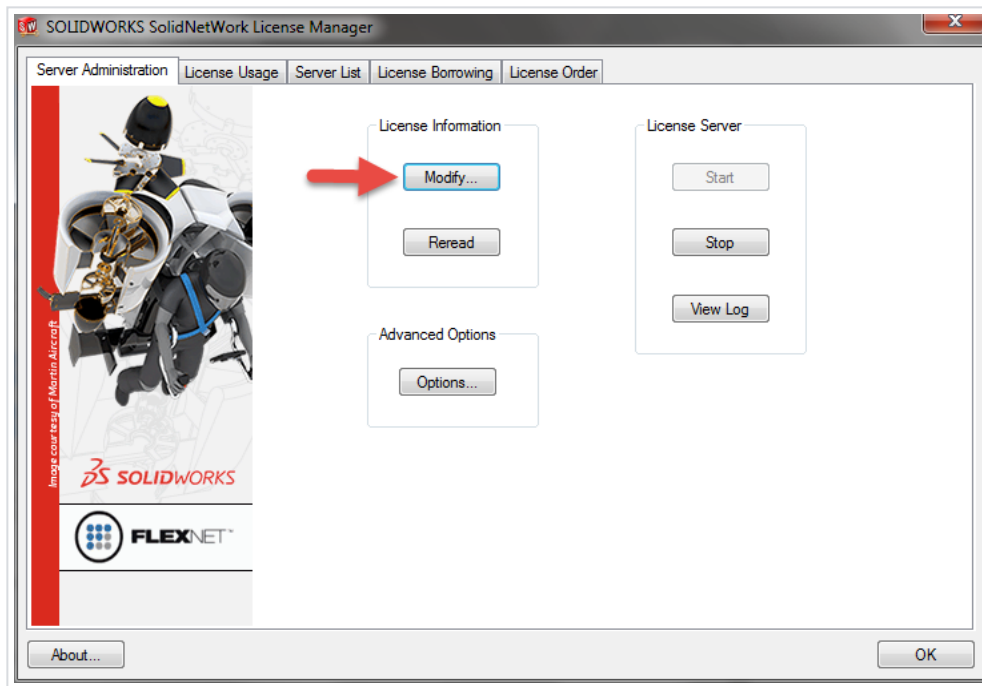 SOLIDWORKS SolidNetWork License Manager
Server Administration License Usage Server List License Borrowing License Order
License Information
Modify...
Reread
License Server
Start
Stop
View Log
Advanced Options
Options...
Image courtesy of Martin Aircraft
SOLIDWORKS
FLEXNET™
About...
OK